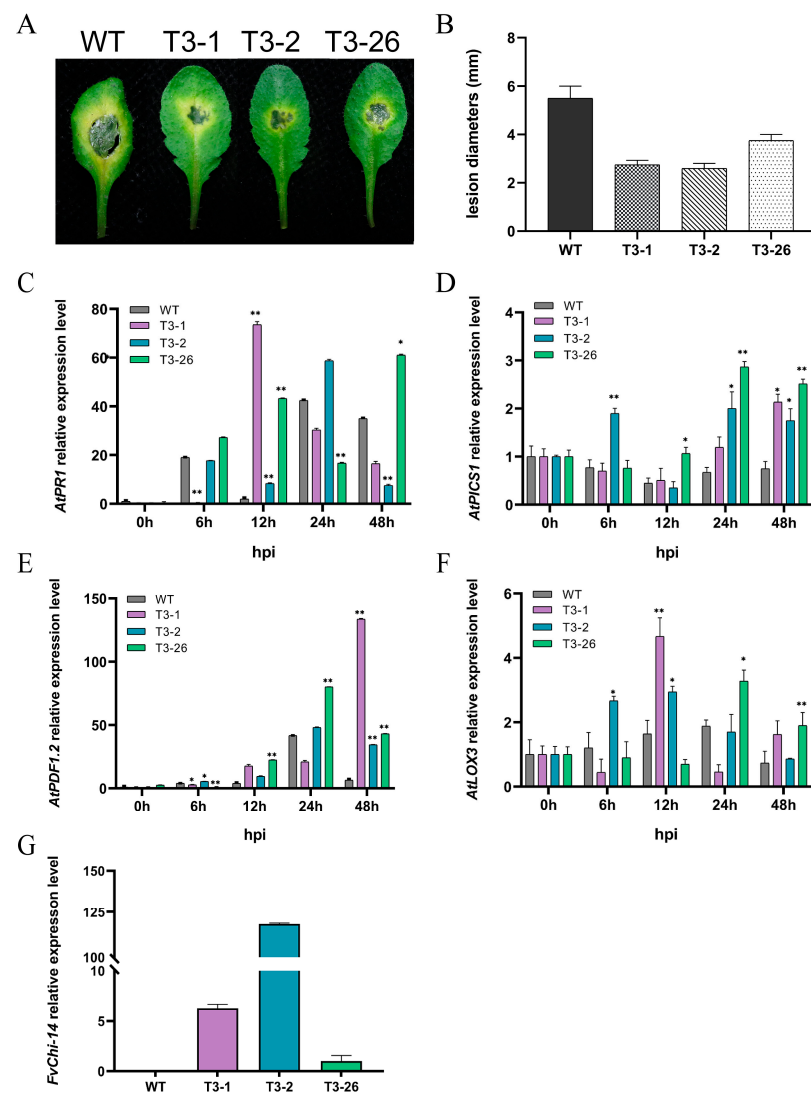 A
WT T3-1 T3-2 T3-26
B
lesion diameters (mm)
8
6
4
2
0
WT T3-1 T3-2 T3-26
C
AtPR1 relative expression level
80
60
40
20
0
WT
T3-1
T3-2
T3-26
** ** ** ** ** * **
0h 6h 12h 24h 48h
hpi
D
AtPICS1 relative expression level
4
3
2
1
0
WT
T3-1
T3-2
T3-26
** * * ** * * **
0h 6h 12h 24h 48h
hpi
E
AtPDF1.2 relative expression level
150
100
50
0
WT
T3-1
T3-2
T3-26
* * ** ** ** ** ** **
0h 6h 12h 24h 48h
hpi
F
AtLOX3 relative expression level
6
4
2
0
WT
T3-1
T3-2
T3-26
* ** * * **
0h 6h 12h 24h 48h
hpi
G
FvChi-14 relative expression level
150
125
100
10
5
0
WT T3-1 T3-2 T3-26